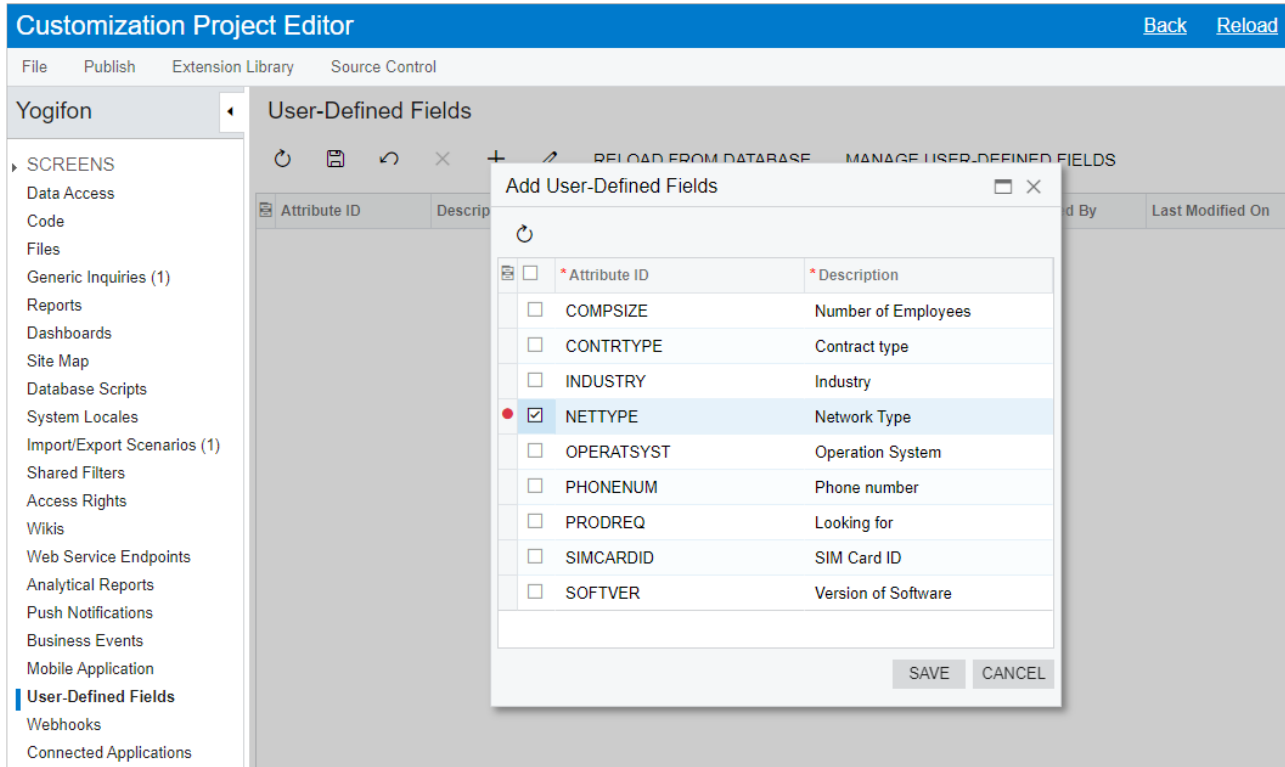 Customization Project Editor Back Reload
File Publish Extension Library Source Control
Yogifon
User-Defined Fields
RELOAD FROM DATABASE MANAGE USER-DEFINED FIELDS
SCREENS
Data Access
Code
Files
Generic Inquiries (1)
Reports
Dashboards
Site Map
Database Scripts
System Locales
Import/Export Scenarios (1)
Shared Filters
Access Rights
Wikis
Web Service Endpoints
Analytical Reports
Push Notifications
Business Events
Mobile Application
User-Defined Fields
Webhooks
Connected Applications
Attribute ID Descrip d By Last Modified On
Add User-Defined Fields
* Attribute ID * Description
COMPSIZE Number of Employees
CONTRTYPE Contract type
INDUSTRY Industry
NETTYPE Network Type
OPERATSYST Operation System
PHONENUM Phone number
PRODREQ Looking for
SIMCARDID SIM Card ID
SOFTVER Version of Software
SAVE CANCEL